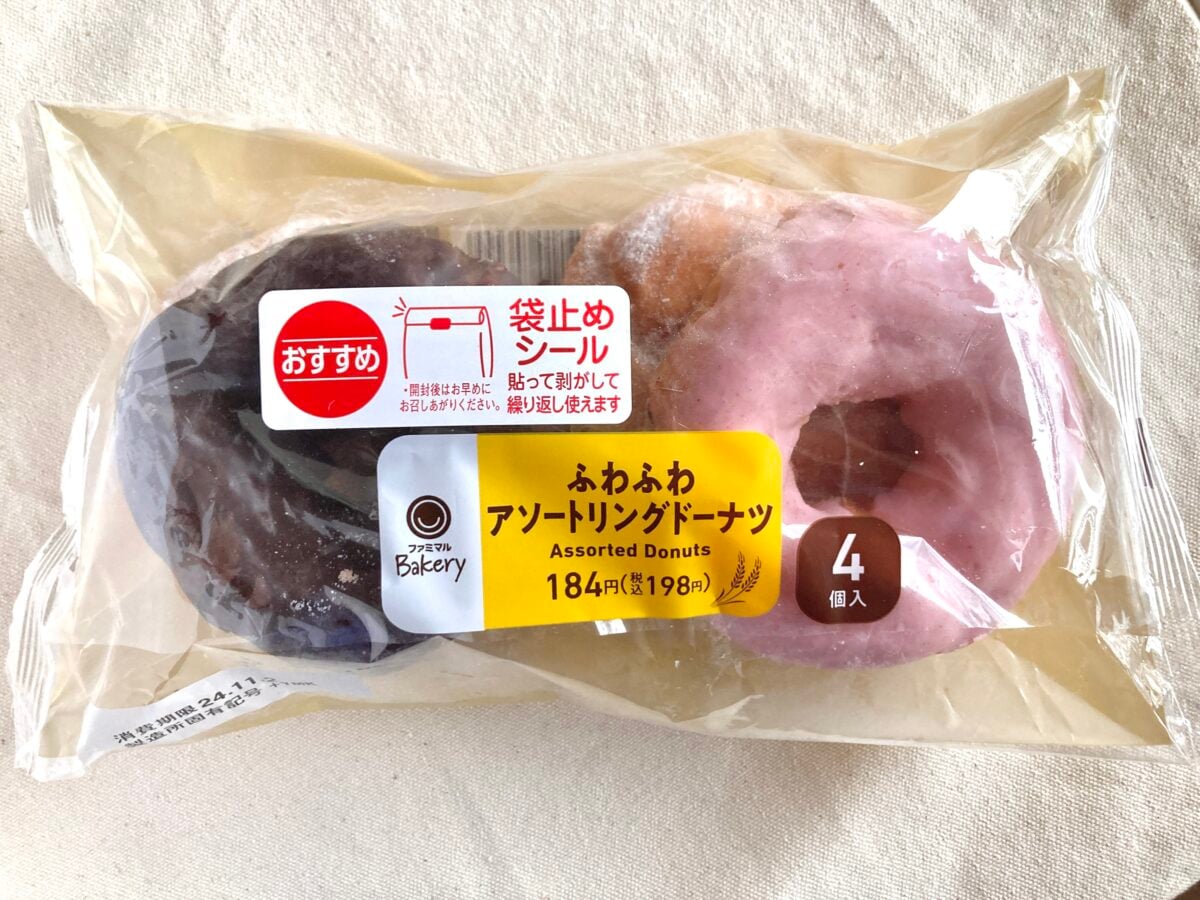 おすすめ
袋止め
シール
貼って剥がして
繰り返し使えます
・開封後はお早めに
お召しあがりください。
ファミマル
Bakery
ふわふわ
アソートリングドーナツ
Assorted Donuts
184円(税込198円)
4
個入
消費期限24.11
製造所固有記号